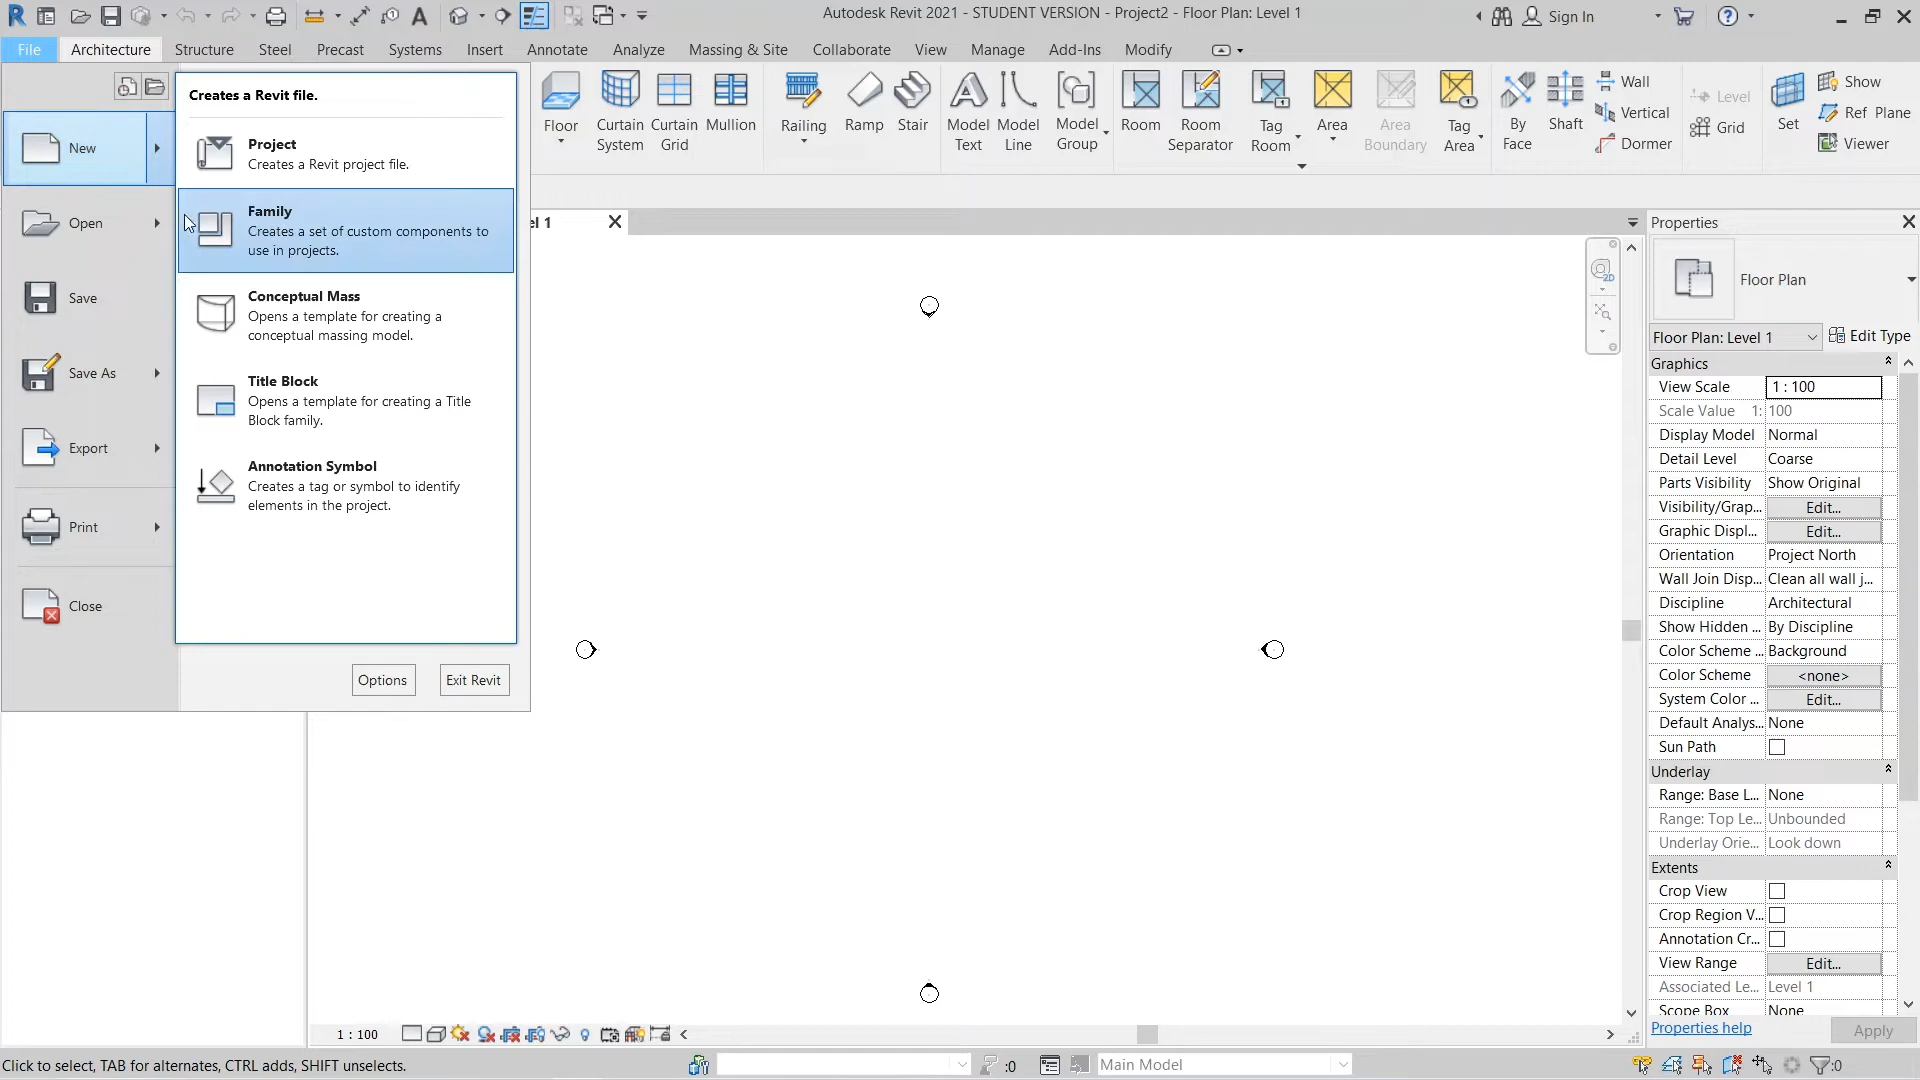 Autodesk Revit 2021 - STUDENT VERSION - Project2 - Floor Plan: Level 1
Sign In
File
Architecture
Structure
Steel
Precast
Systems
Insert
Annotate
Analyze
Massing & Site
Collaborate
View
Manage
Add-Ins
Modify
New
Open
Save
Save As
Export
Print
Close
Creates a Revit file.
Project
Creates a Revit project file.
Family
Creates a set of custom components to
use in projects.
Conceptual Mass
Opens a template for creating a
conceptual massing model.
Title Block
Opens a template for creating a Title
Block family.
Annotation Symbol
Creates a tag or symbol to identify
elements in the project.
Options
Exit Revit
Floor
Curtain
System
Curtain
Grid
Mullion
Railing
Ramp
Stair
Model
Text
Model
Line
Model
Group
Room
Room
Separator
Tag
Room
Area
Area
Boundary
Tag
Area
By
Face
Shaft
Wall
Vertical
Dormer
Level
Grid
Set
Show
Ref Plane
Viewer
el 1
2D
Properties
Floor Plan
Floor Plan: Level 1
Edit Type
Graphics
View Scale 1 : 100
Scale Value 1: 100
Display Model Normal
Detail Level Coarse
Parts Visibility Show Original
Visibility/Grap... Edit...
Graphic Displ... Edit...
Orientation Project North
Wall Join Disp... Clean all wall j...
Discipline Architectural
Show Hidden ... By Discipline
Color Scheme ... Background
Color Scheme <none>
System Color ... Edit...
Default Analys... None
Sun Path
Underlay
Range: Base L... None
Range: Top Le... Unbounded
Underlay Orie... Look down
Extents
Crop View
Crop Region V...
Annotation Cr...
View Range Edit...
Associated Le... Level 1
Scope Box None
Properties help
Apply
1 : 100
Click to select, TAB for alternates, CTRL adds, SHIFT unselects.
:0
Main Model
:0